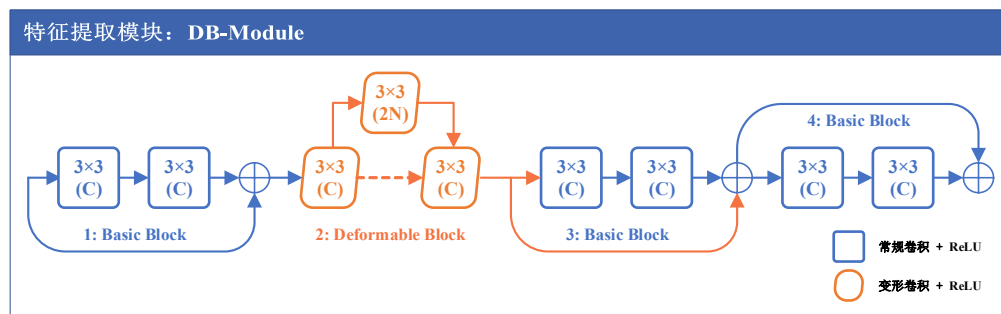 特征提取模块：DB-Module
3×3
(2N)
4: Basic Block
3×3
(C)
3×3
(C)
3×3
(C)
3×3
(C)
3×3
(C)
3×3
(C)
3×3
(C)
3×3
(C)
1: Basic Block
2: Deformable Block
3: Basic Block
常规卷积 + ReLU
变形卷积 + ReLU